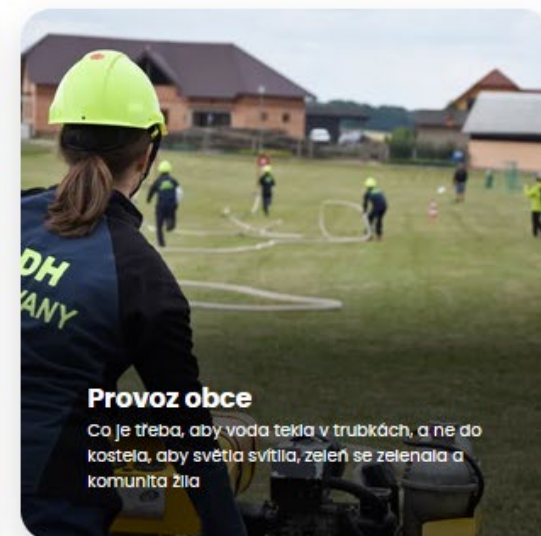 DH
VANY
Provoz obce
Co je třeba, aby voda tekla v trubkách, a ne do
kostela, aby světla svítila, zeleň se zelenala a
komunita žila